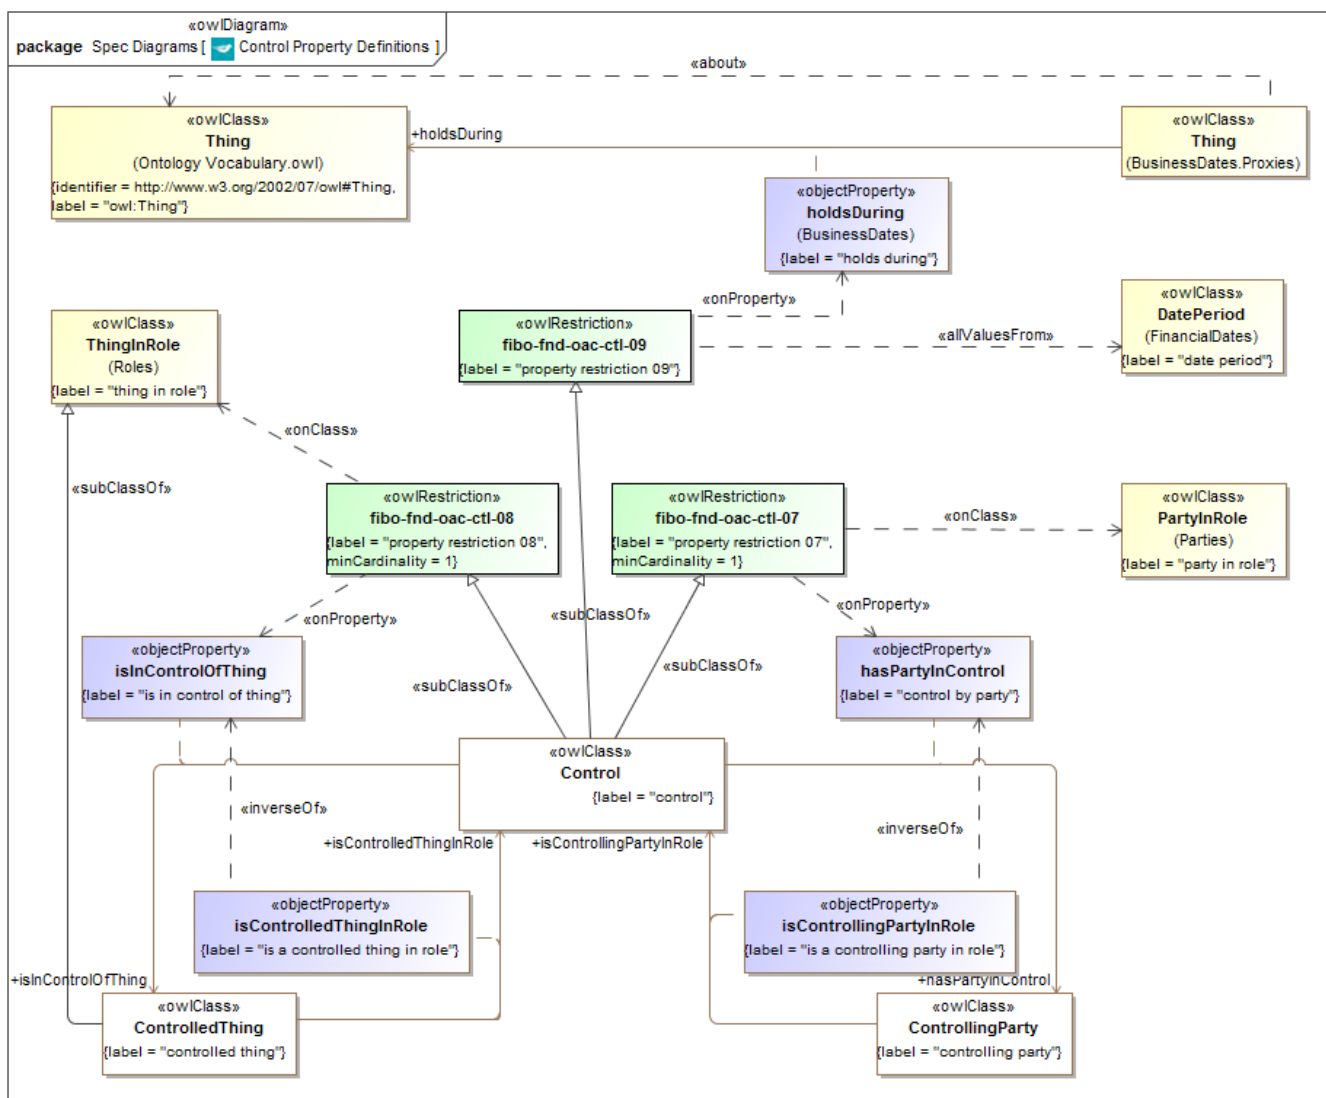 «owlDiagram»
package Spec Diagrams [ Control Property Definitions ]
«about»
«owlClass»
Thing
(Ontology Vocabulary.owl)
{identifier = http://www.w3.org/2002/07/owl#Thing,
label = "owl:Thing"}
+holdsDuring
«owlClass»
Thing
(BusinessDates.Proxies)
«objectProperty»
holdsDuring
(BusinessDates)
{label = "holds during"}
«owlClass»
ThingInRole
(Roles)
{label = "thing in role"}
«owlRestriction»
fibo-fnd-oac-ctl-09
{label = "property restriction 09"}
«onProperty»
«allValuesFrom»
«owlClass»
DatePeriod
(FinancialDates)
{label = "date period"}
«onClass»
«subClassOf»
«owlRestriction»
fibo-fnd-oac-ctl-08
{label = "property restriction 08",
minCardinality = 1}
«owlRestriction»
fibo-fnd-oac-ctl-07
{label = "property restriction 07",
minCardinality = 1}
«onClass»
«owlClass»
PartyInRole
(Parties)
{label = "party in role"}
«onProperty»
«subClassOf»
«onProperty»
«objectProperty»
isInControlOfThing
{label = "is in control of thing"}
«subClassOf»
«subClassOf»
«objectProperty»
hasPartyInControl
{label = "control by party"}
«owlClass»
Control
{label = "control"}
«inverseOf»
+isControlledThingInRole
+isControllingPartyInRole
«inverseOf»
«objectProperty»
isControlledThingInRole
{label = "is a controlled thing in role"}
«objectProperty»
isControllingPartyInRole
{label = "is a controlling party in role"}
+isInControlOfThing
+hasPartyInControl
«owlClass»
ControlledThing
{label = "controlled thing"}
«owlClass»
ControllingParty
{label = "controlling party"}